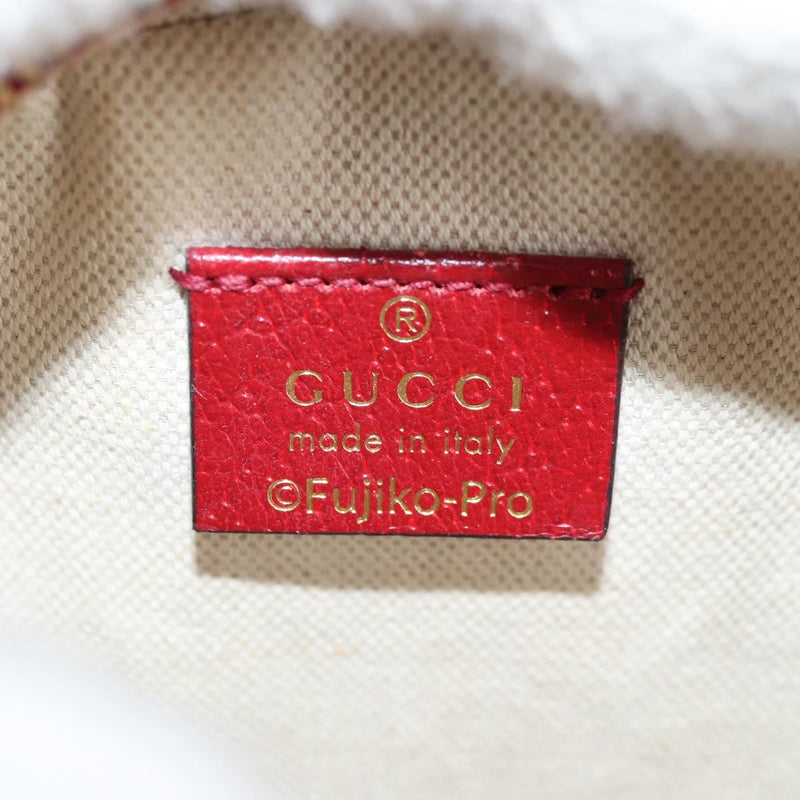 ®
GUCCI
made in italy
©Fujiko-Pro